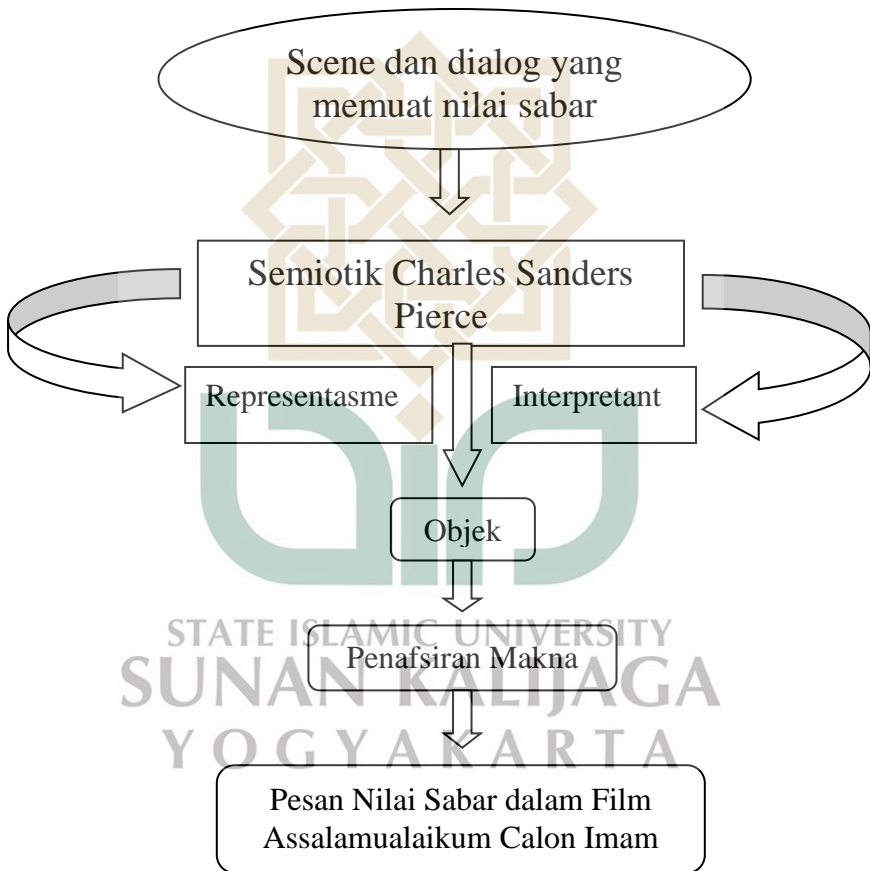 Scene dan dialog yang
memuat nilai sabar
Semiotik Charles Sanders
Pierce
Representasme
Interpretant
Objek
STATE ISLAMIC UNIVERSITY
Penafsiran Makna
SUNAN KALIJAGA
YOGYAKARTA
Pesan Nilai Sabar dalam Film
Assalamualaikum Calon Imam